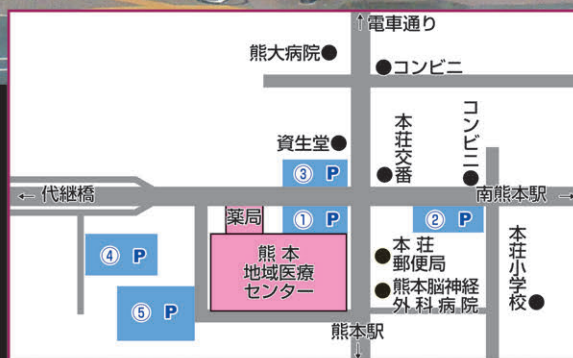 ↑電車通り
熊大病院●
●コンビニ
資生堂●
本荘交番
コンビニ
③ P
← 代継橋
南熊本駅 →
薬局
① P
② P
④ P
熊本
地域医療
センター
本荘
郵便局
本荘小学校
⑤ P
熊本脳神経
外科病院
熊本駅
↓